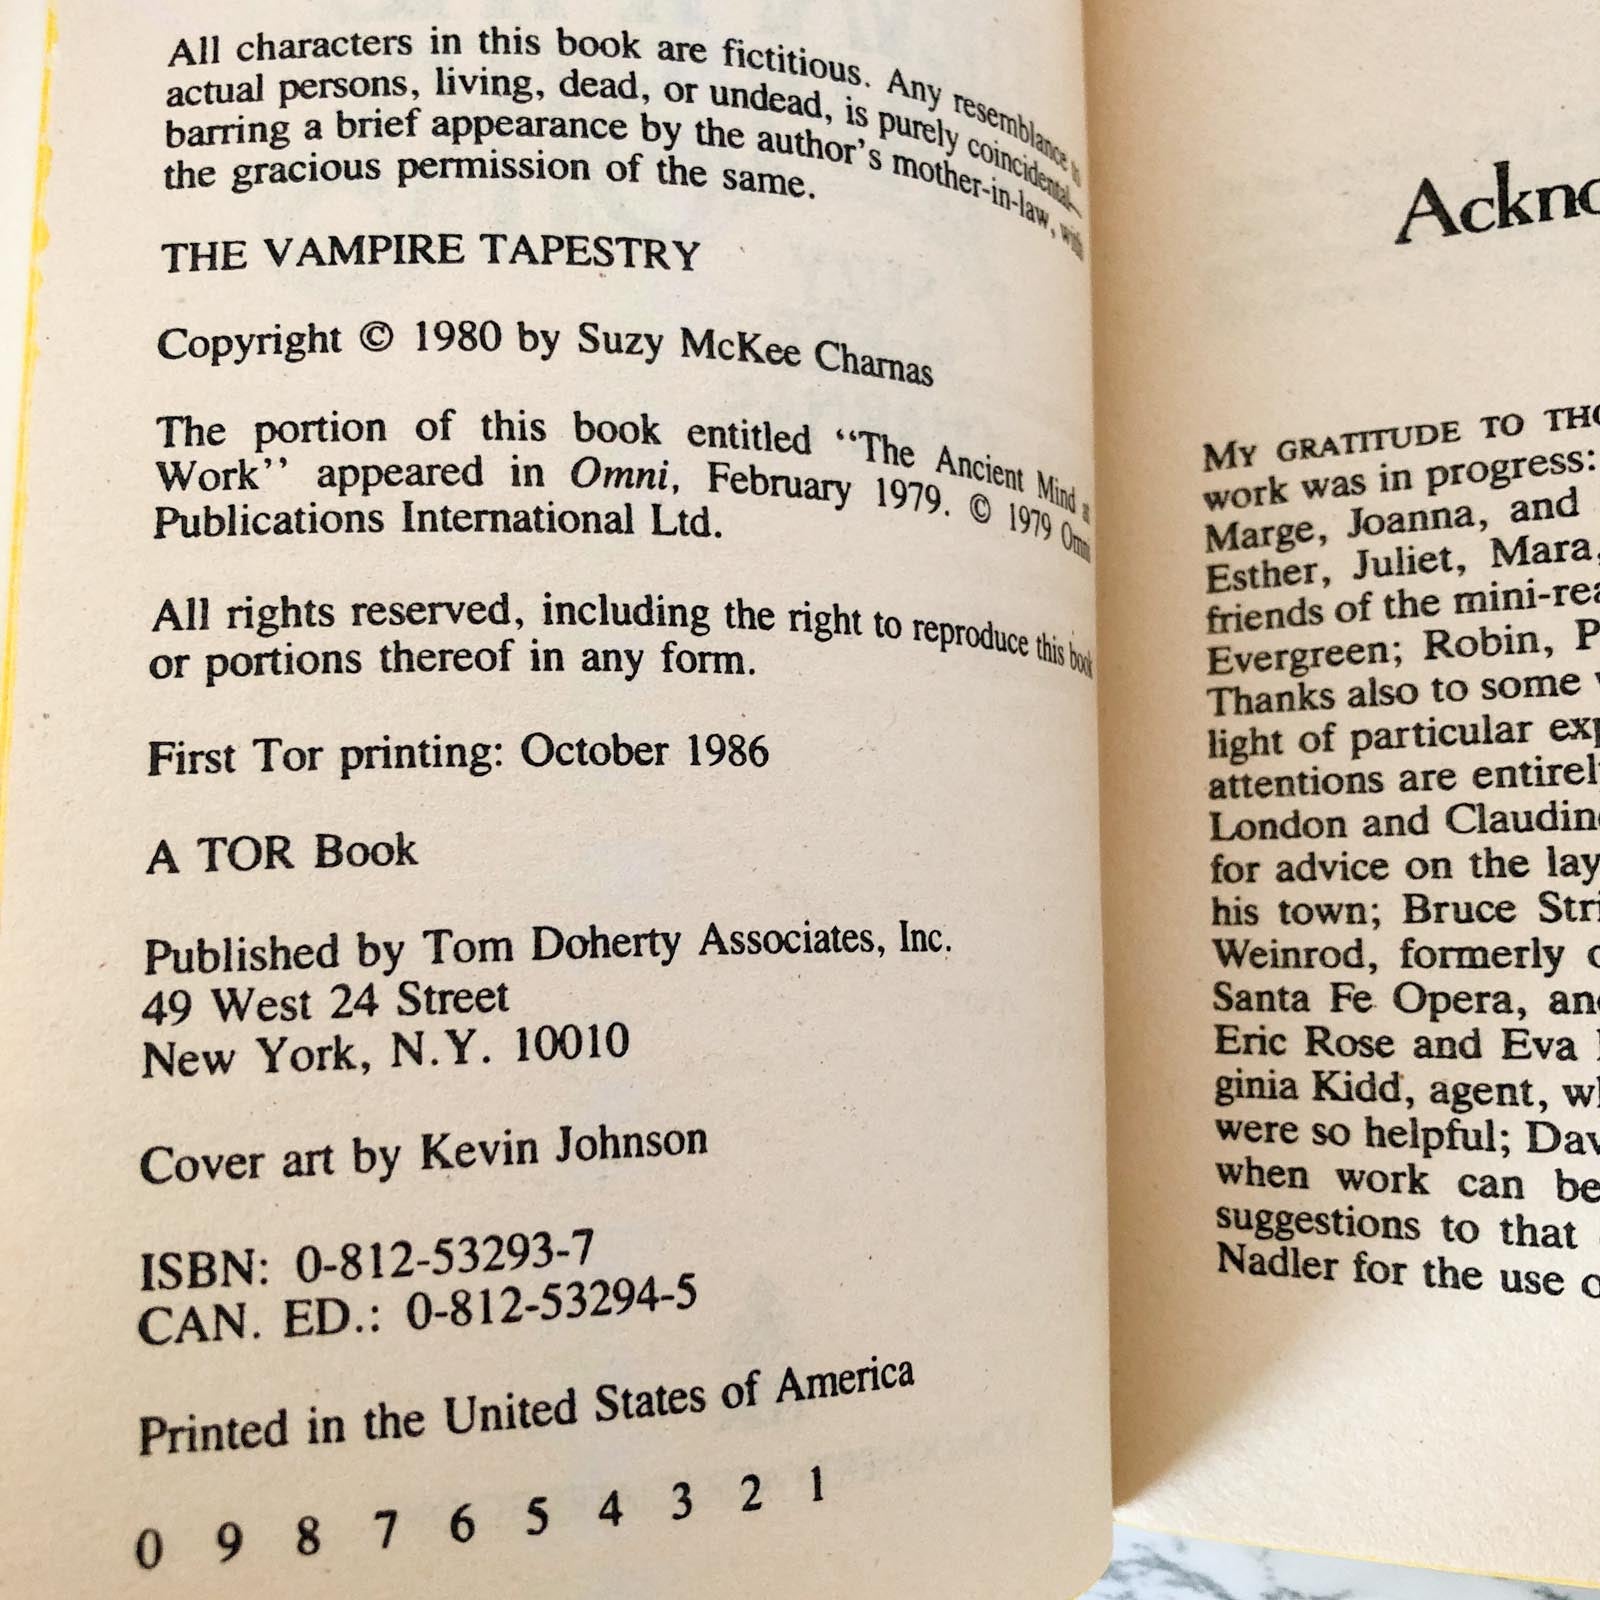 All characters in this book are fictitious. Any resemblance to
actual persons, living, dead, or undead, is purely coincidental—
barring a brief appearance by the author's mother-in-law, with
the gracious permission of the same.
THE VAMPIRE TAPESTRY
Copyright © 1980 by Suzy McKee Charnas
The portion of this book entitled ‘‘The Ancient Mind at
Work’’ appeared in Omni, February 1979. © 1979 Omni
Publications International Ltd.
All rights reserved, including the right to reproduce this book
or portions thereof in any form.
First Tor printing: October 1986
A TOR Book
Published by Tom Doherty Associates, Inc.
49 West 24 Street
New York, N.Y. 10010
Cover art by Kevin Johnson
ISBN: 0-812-53293-7
CAN. ED.: 0-812-53294-5
Printed in the United States of America
0 9 8 7 6 5 4 3 2 1
Ackno
MY GRATITUDE TO THO
work was in progress:
Marge, Joanna, and
Esther, Juliet, Mara,
friends of the mini-rea
Evergreen; Robin, P
Thanks also to some
light of particular exp
attentions are entirel
London and Claudin
for advice on the lay
his town; Bruce Stri
Weinrod, formerly
Santa Fe Opera, an
Eric Rose and Eva
ginia Kidd, agent, wh
were so helpful; Dav
when work can be
suggestions to that
Nadler for the use o